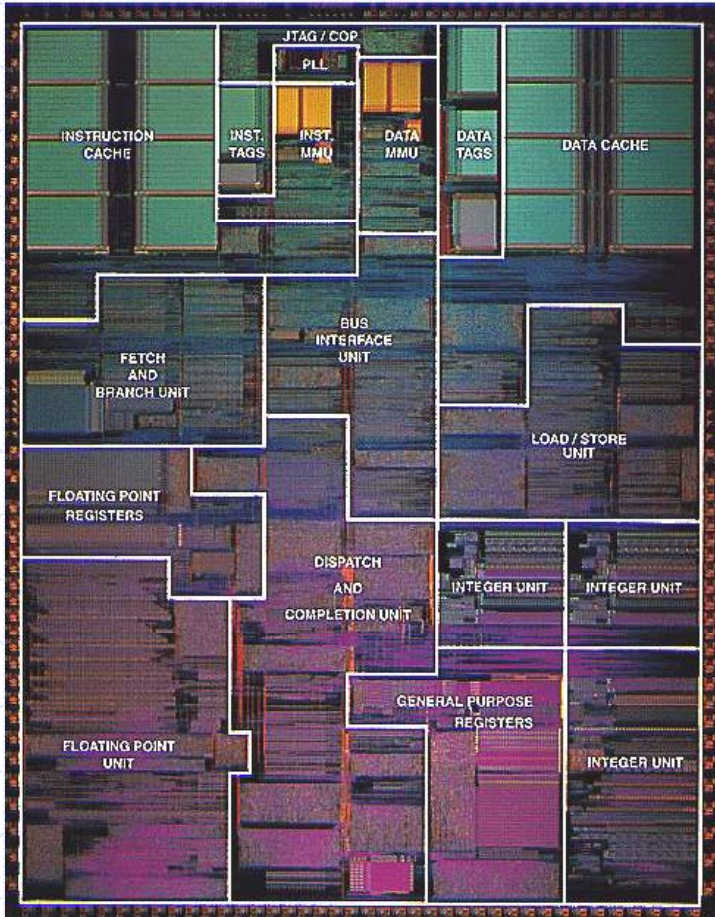 JTAG / COP
PLL
INSTRUCTION
CACHE
INST.
TAGS
INST.
MMU
DATA
MMU
DATA
TAGS
DATA CACHE
BUS
INTERFACE
UNIT
FETCH
AND
BRANCH UNIT
LOAD / STORE
UNIT
FLOATING POINT
REGISTERS
DISPATCH
AND
COMPLETION UNIT
INTEGER UNIT
INTEGER UNIT
GENERAL PURPOSE
REGISTERS
FLOATING POINT
UNIT
INTEGER UNIT